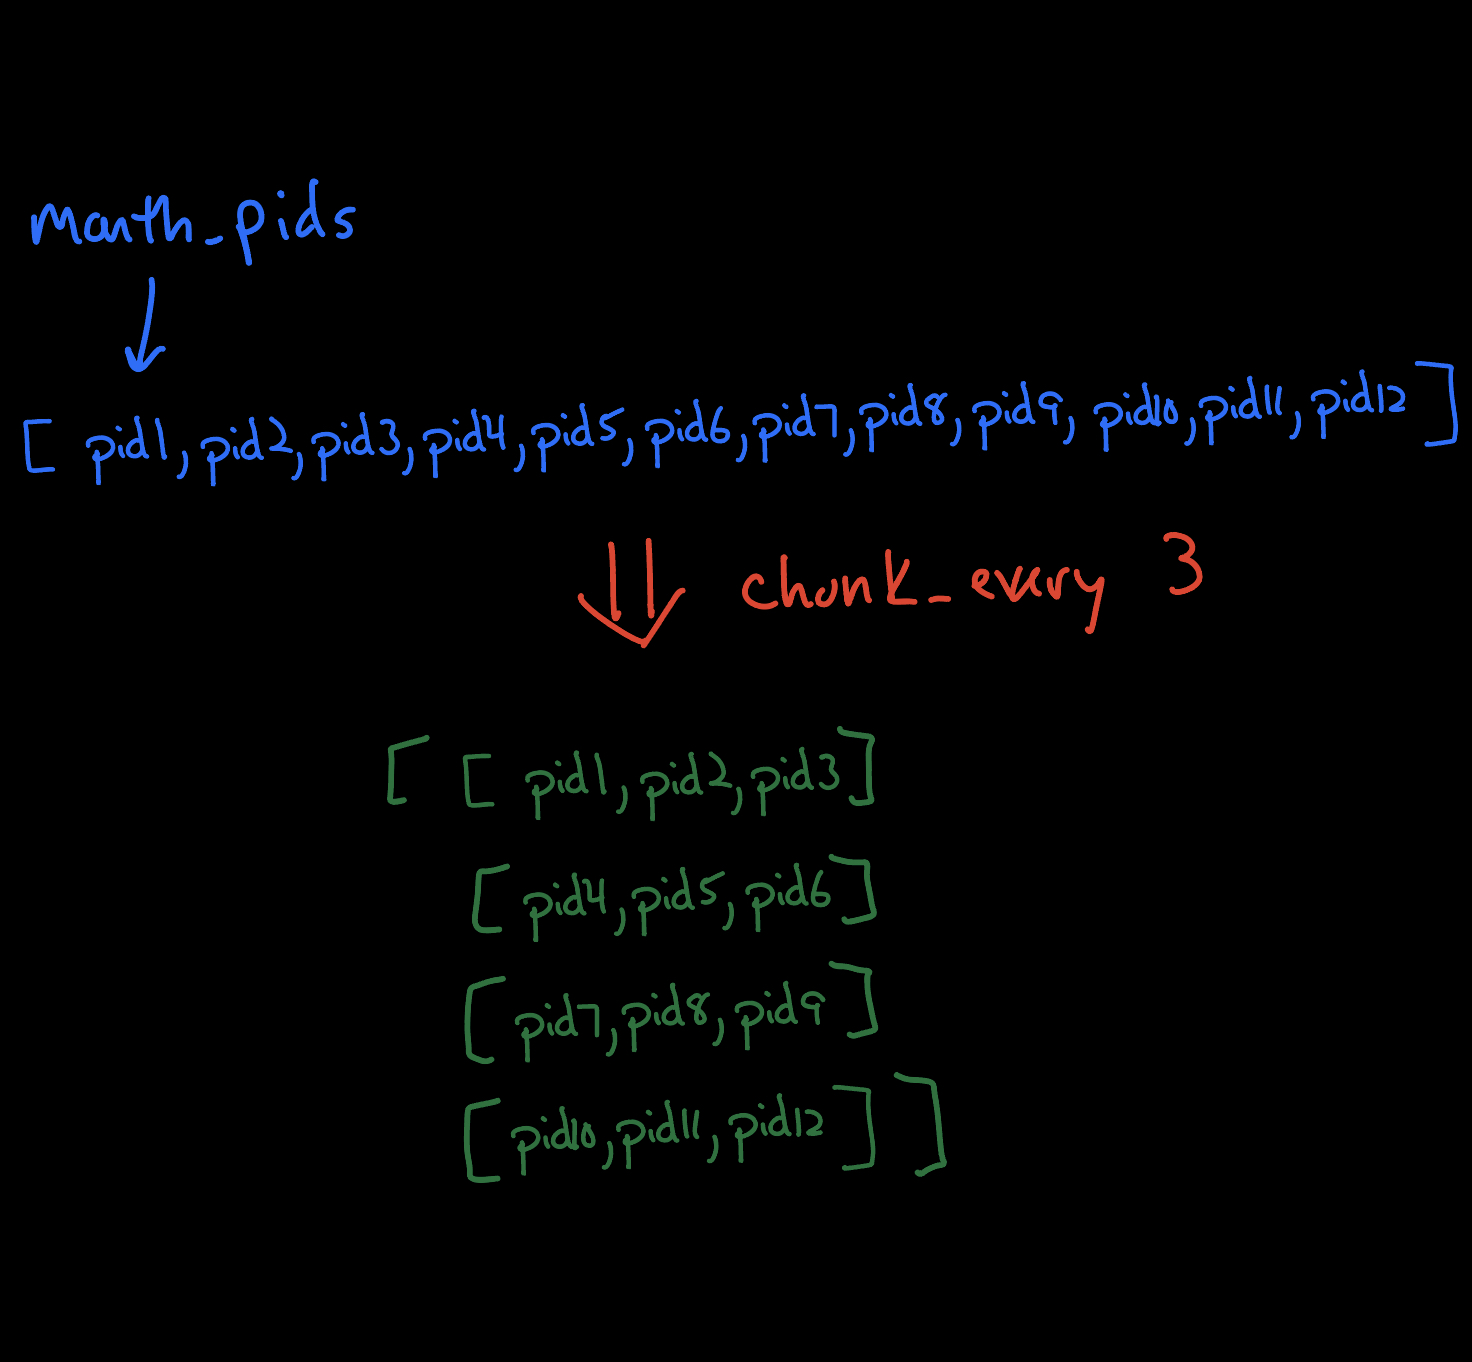 month_pids
[ pid1, pid2, pid3, pid4, pid5, pid6, pid7, pid8, pid9, pid10, pid11, pid12 ]
chunk_every 3
[ [ pid1, pid2, pid3 ]
[ pid4, pid5, pid6 ]
[ pid7, pid8, pid9 ]
[ pid10, pid11, pid12 ] ]